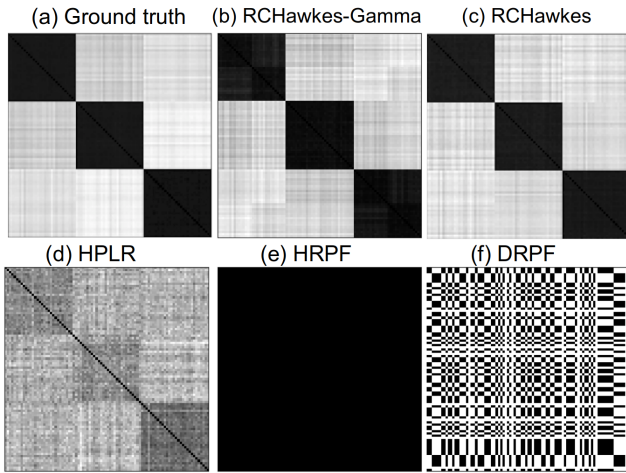 (a) Ground truth
(b) RCHawkes-Gamma
(c) RCHawkes
(d) HPLR
(e) HRPF
(f) DRPF